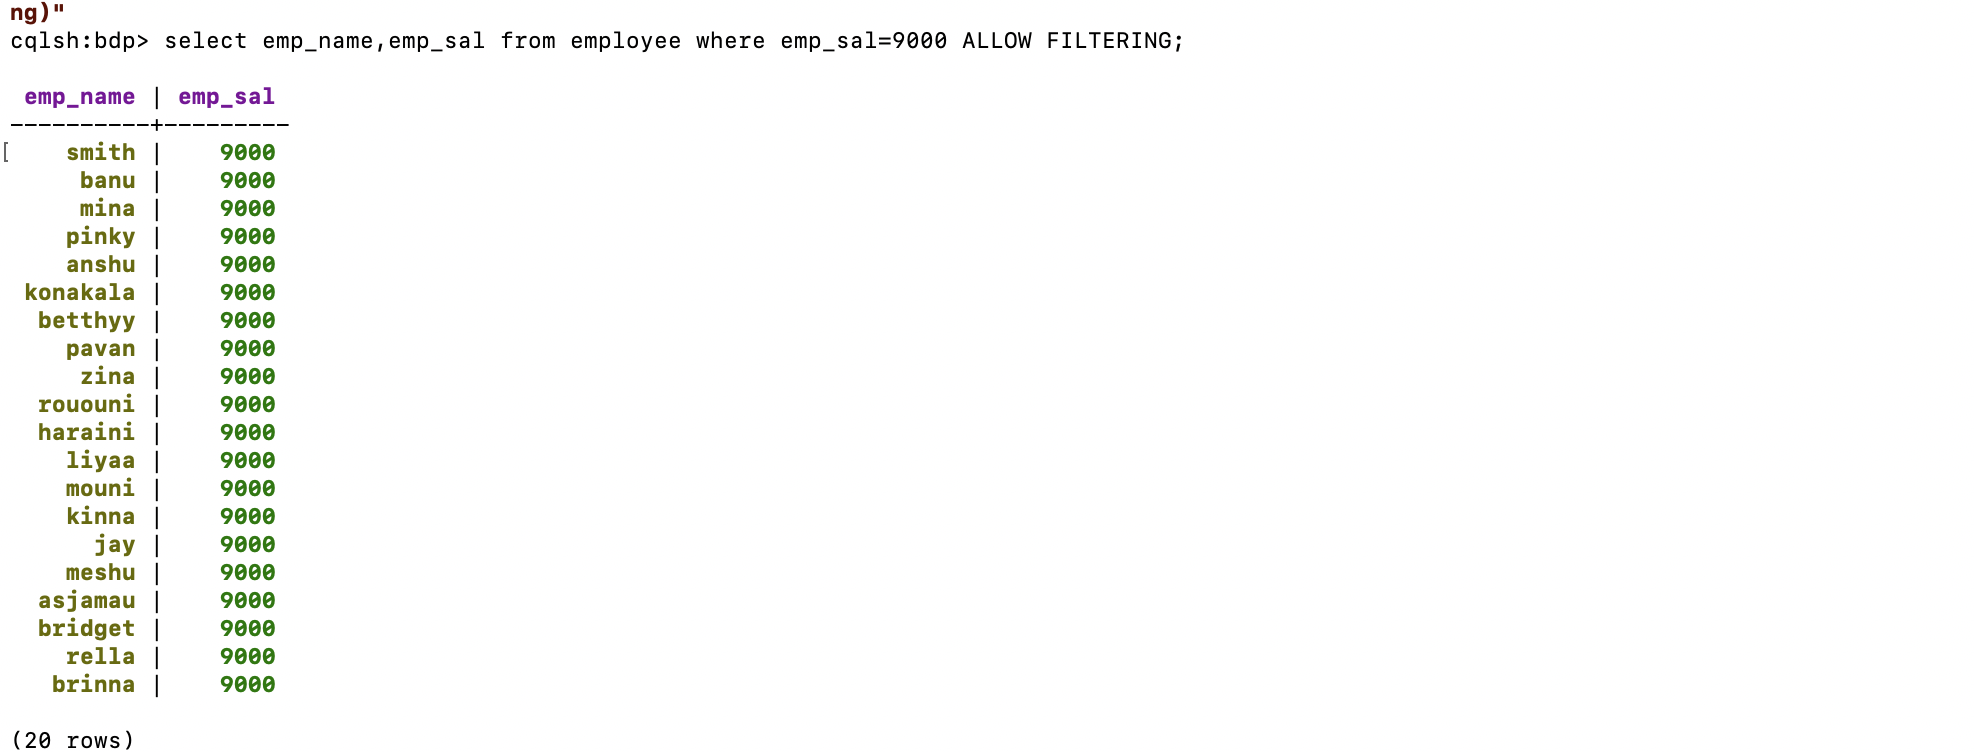 ng)"
cqlsh:bdp> select emp_name,emp_sal from employee where emp_sal=9000 ALLOW FILTERING;
 emp_name | emp_sal
----------+---------
[    smith |    9000
     banu |    9000
     mina |    9000
    pinky |    9000
    anshu |    9000
 konakala |    9000
  betthyy |    9000
    pavan |    9000
     zina |    9000
  rououni |    9000
  haraini |    9000
    liyaa |    9000
    mouni |    9000
    kinna |    9000
      jay |    9000
    meshu |    9000
  asjamau |    9000
  bridget |    9000
    rella |    9000
   brinna |    9000
(20 rows)